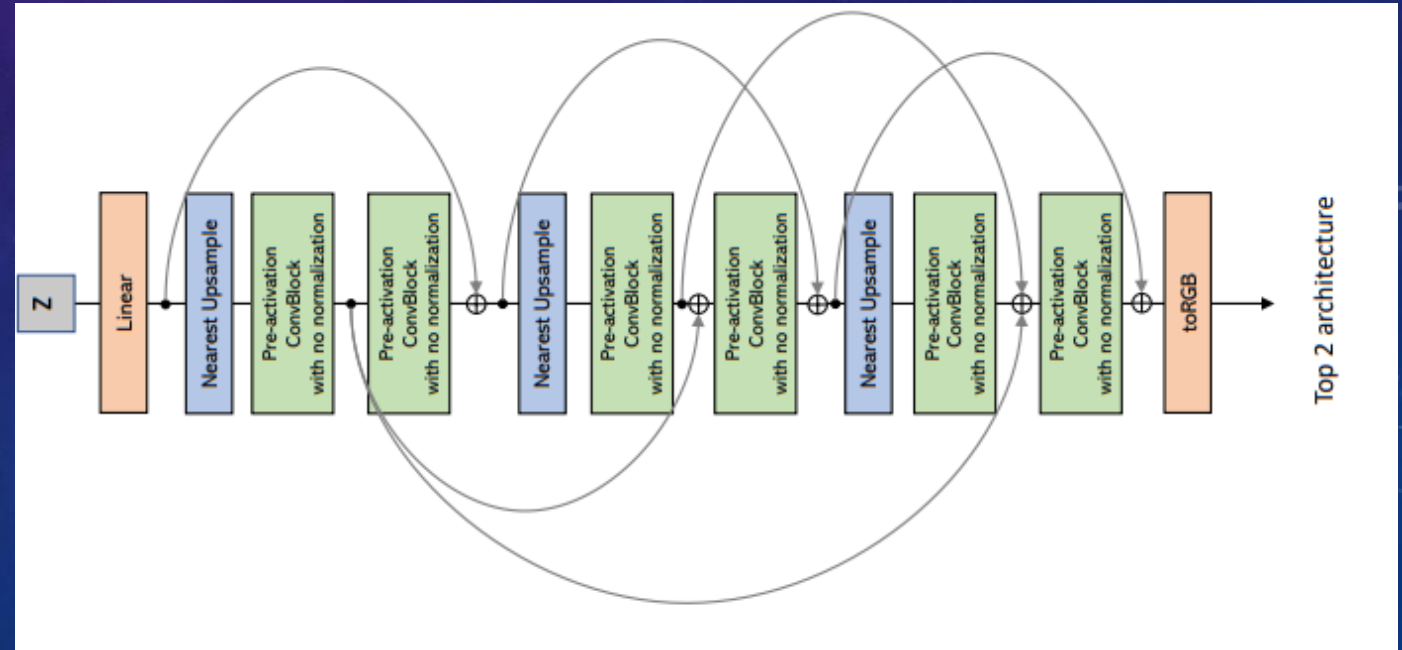 Z
Linear
Nearest Upsample
Pre-activation
ConvBlock
with no normalization
Pre-activation
ConvBlock
with no normalization
Nearest Upsample
Pre-activation
ConvBlock
with no normalization
Pre-activation
ConvBlock
with no normalization
Nearest Upsample
Pre-activation
ConvBlock
with no normalization
Pre-activation
ConvBlock
with no normalization
toRGB
Top 2 architecture